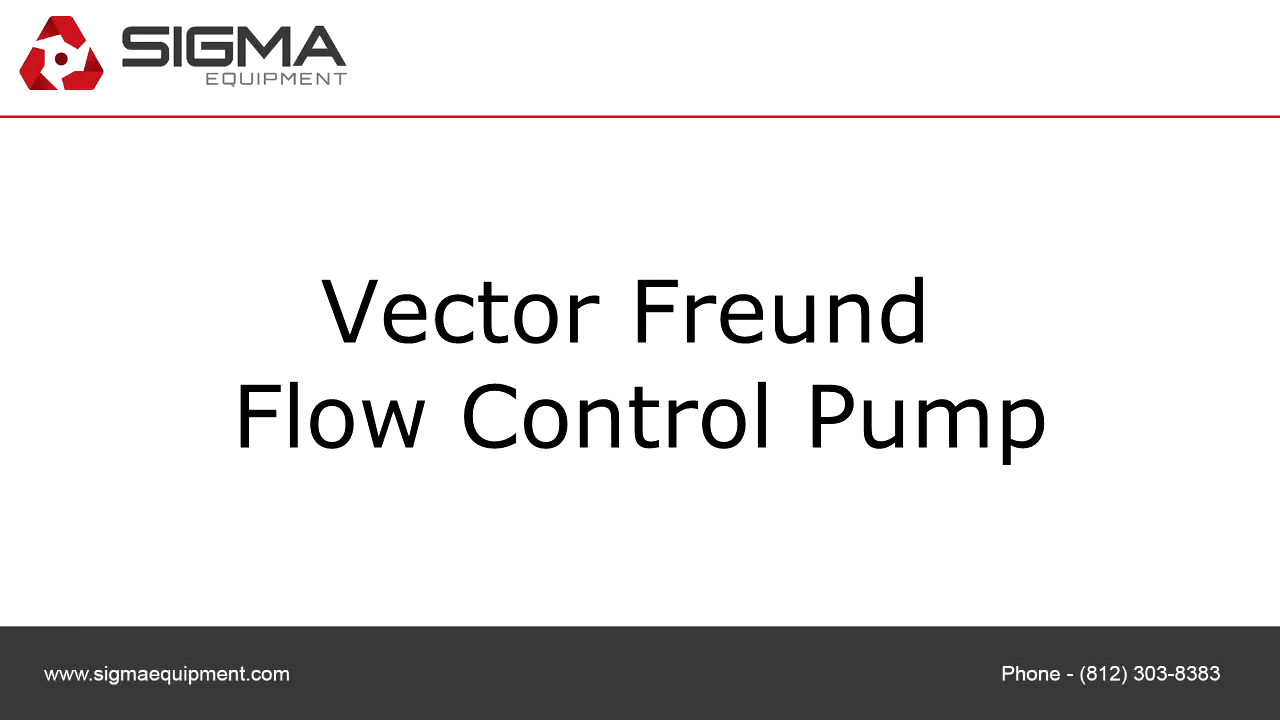 SIGMA
EQUIPMENT
Vector Freund
Flow Control Pump
www.sigmaequipment.com
Phone - (812) 303-8383